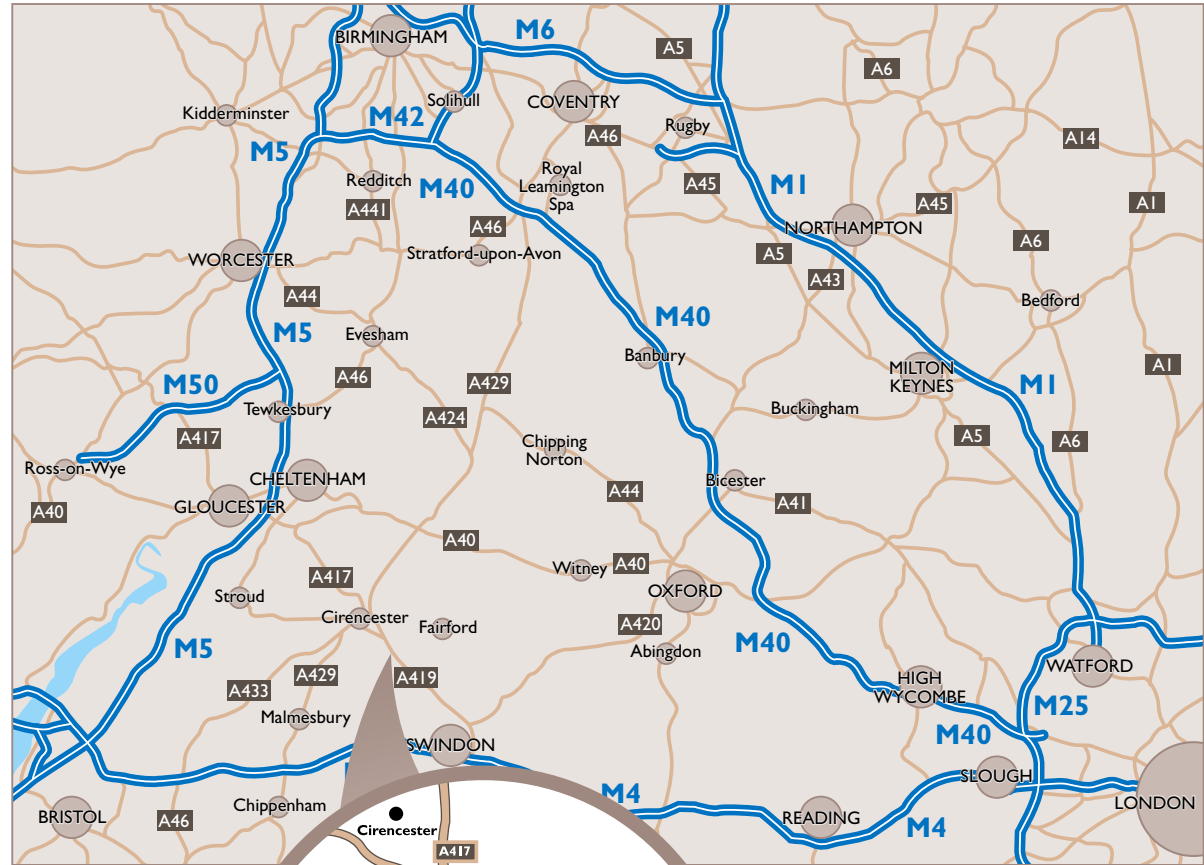 BIRMINGHAM
M6
A5
A6
Kidderminster
Solihull
COVENTRY
M42
A46
Rugby
A14
M5
Redditch
M40
Royal
Leamington
Spa
A45
M1
A441
A46
A45
A1
NORTHAMPTON
WORCESTER
Stratford-upon-Avon
A5
A6
A43
A44
Bedford
M5
Evesham
M40
Banbury
A46
A429
MILTON
KEYNES
M1
A1
M50
Tewkesbury
A424
Buckingham
A417
Chipping
Norton
A5
A6
Ross-on-Wye
CHELTENHAM
Bicester
A44
A41
A40
GLOUCESTER
A40
Witney
A40
A417
OXFORD
Stroud
Cirencester
Fairford
A420
M5
Abingdon
M40
A429
A419
A433
HIGH
WYCOMBE
WATFORD
Malmesbury
M25
SWINDON
M40
SLOUGH
M4
Chippenham
LONDON
BRISTOL
A46
READING
M4
Cirencester
A417